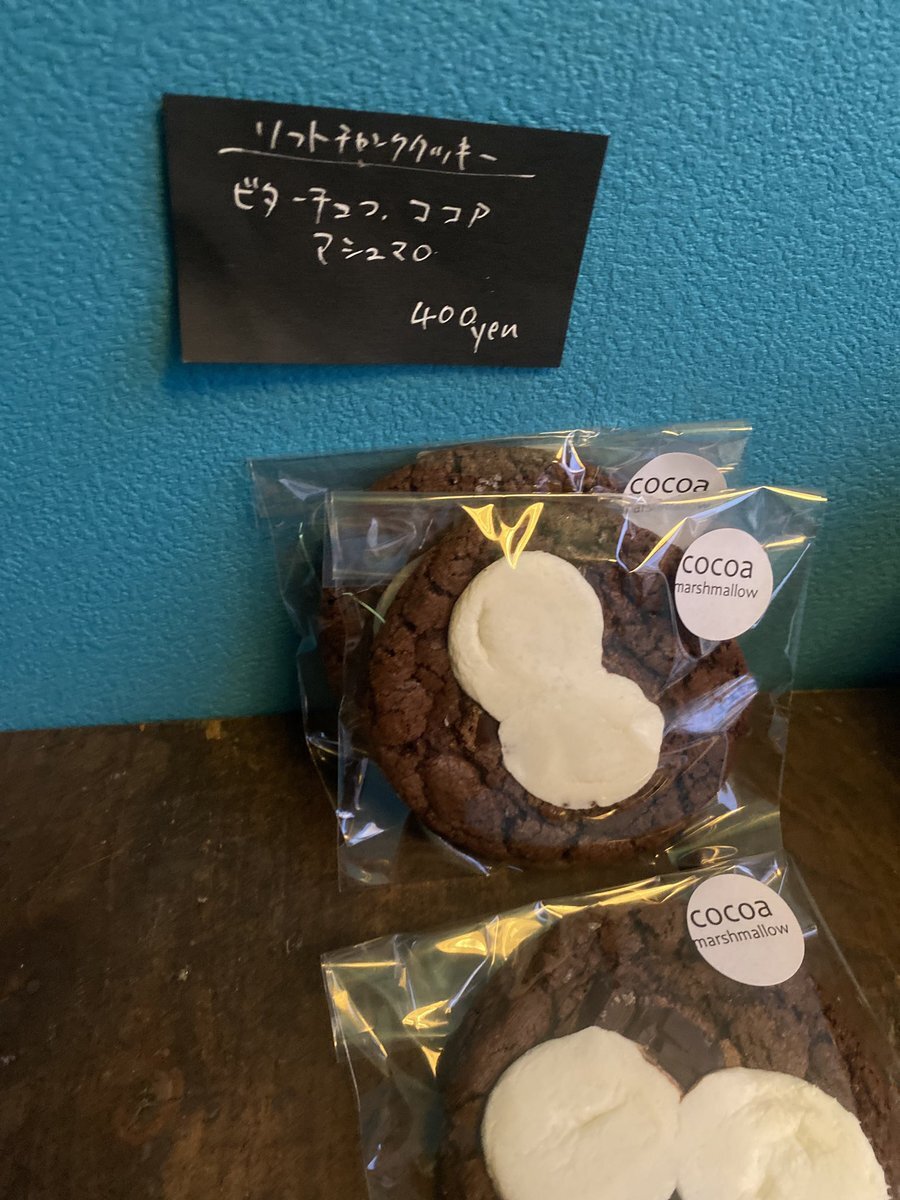 ソフトチャンククッキー
ビターチョコ、ココア
マシュマロ
400yen
cocoa
cocoa
marshmallow
cocoa
marshmallow